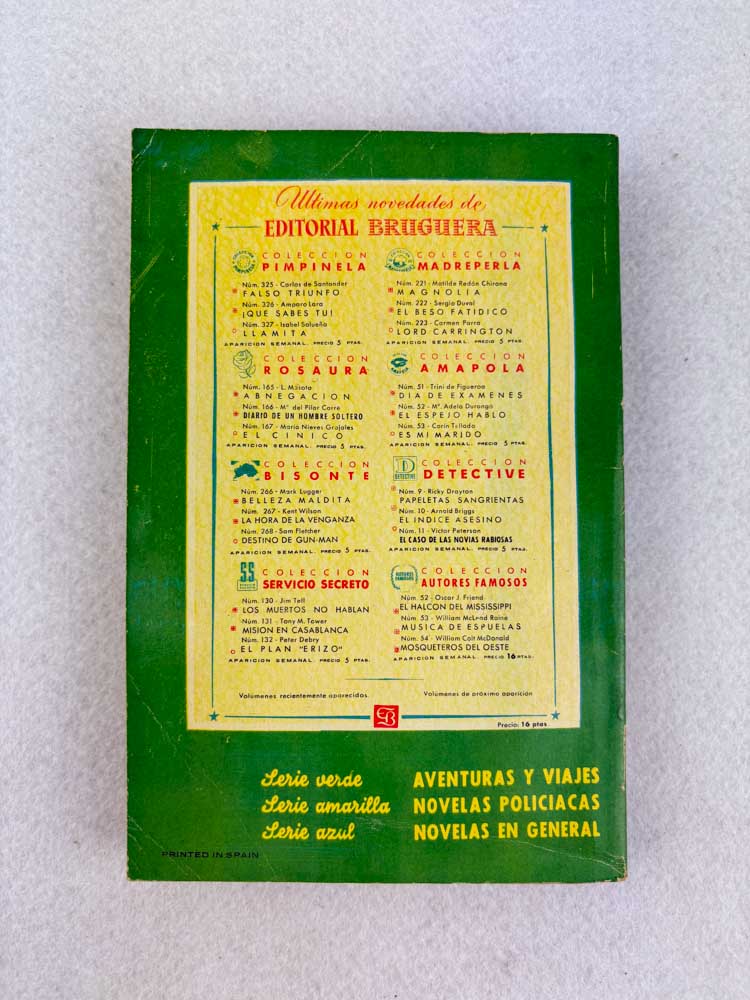 Ultimas novedades de
EDITORIAL BRUGUERA
COLECCION
PIMPINELA
Núm. 325 - Carlos de Santander
FALSO TRIUNFO
Núm. 326 - Amparo Lara
¡QUE SABES TU!
Núm. 327 - Isabel Salueña
LLAMITA
APARICION SEMANAL. PRECIO 5 PTAS.
COLECCION
MADREPERLA
Núm. 221 - Matilde Redón Chirona
MAGNOLIA
Núm. 222 - Sergio Duval
EL BESO FATIDICO
Núm. 223 - Carmen Parra
LORD CARRINGTON
APARICION SEMANAL. PRECIO 5 PTAS.
COLECCION
ROSAURA
Núm. 165 - L. Masota
ABNEGACION
Núm. 166 - Mª del Pilar Carré
DIARIO DE UN HOMBRE SOLTERO
Núm. 167 - María Nieves Grajales
EL CINICO
APARICION SEMANAL. PRECIO 5 PTAS.
COLECCION
AMAPOLA
Núm. 51 - Trini de Figueroa
DIA DE EXAMENES
Núm. 52 - Mª. Adela Durango
EL ESPEJO HABLO
Núm. 53 - Corín Tellado
ES MI MARIDO
APARICION SEMANAL. PRECIO 5 PTAS.
COLECCION
BISONTE
Núm. 266 - Mark Lugger
BELLEZA MALDITA
Núm. 267 - Kent Wilson
LA HORA DE LA VENGANZA
Núm. 268 - Sam Fletcher
DESTINO DE GUN-MAN
APARICION SEMANAL. PRECIO 5 PTAS.
D
DETECTIVE
COLECCION
DETECTIVE
Núm. 9 - Ricky Drayton
PAPELETAS SANGRIENTAS
Núm. 10 - Arnold Briggs
EL INDICE ASESINO
Núm. 11 - Victor Peterson
EL CASO DE LAS NOVIAS RABIOSAS
APARICION SEMANAL. PRECIO 5 PTAS.
SS
COLECCION
SERVICIO SECRETO
Núm. 130 - Jim Tell
LOS MUERTOS NO HABLAN
Núm. 131 - Tony M. Tower
MISION EN CASABLANCA
Núm. 132 - Peter Debry
EL PLAN "ERIZO"
APARICION SEMANAL. PRECIO 5 PTAS.
AUTORES
FAMOSOS
COLECCION
AUTORES FAMOSOS
Núm. 52 - Oscar J. Friend
EL HALCON DEL MISSISSIPPI
Núm. 53 - William McLeod Raine
MUSICA DE ESPUELAS
Núm. 54 - William Colt McDonald
MOSQUETEROS DEL OESTE
APARICION SEMANAL. PRECIO 16 PTAS.
Volúmenes recientemente aparecidos.
Volúmenes de próxima aparición
EB
Precio: 16 ptas
Serie verde AVENTURAS Y VIAJES
Serie amarilla NOVELAS POLICIACAS
Serie azul NOVELAS EN GENERAL
PRINTED IN SPAIN